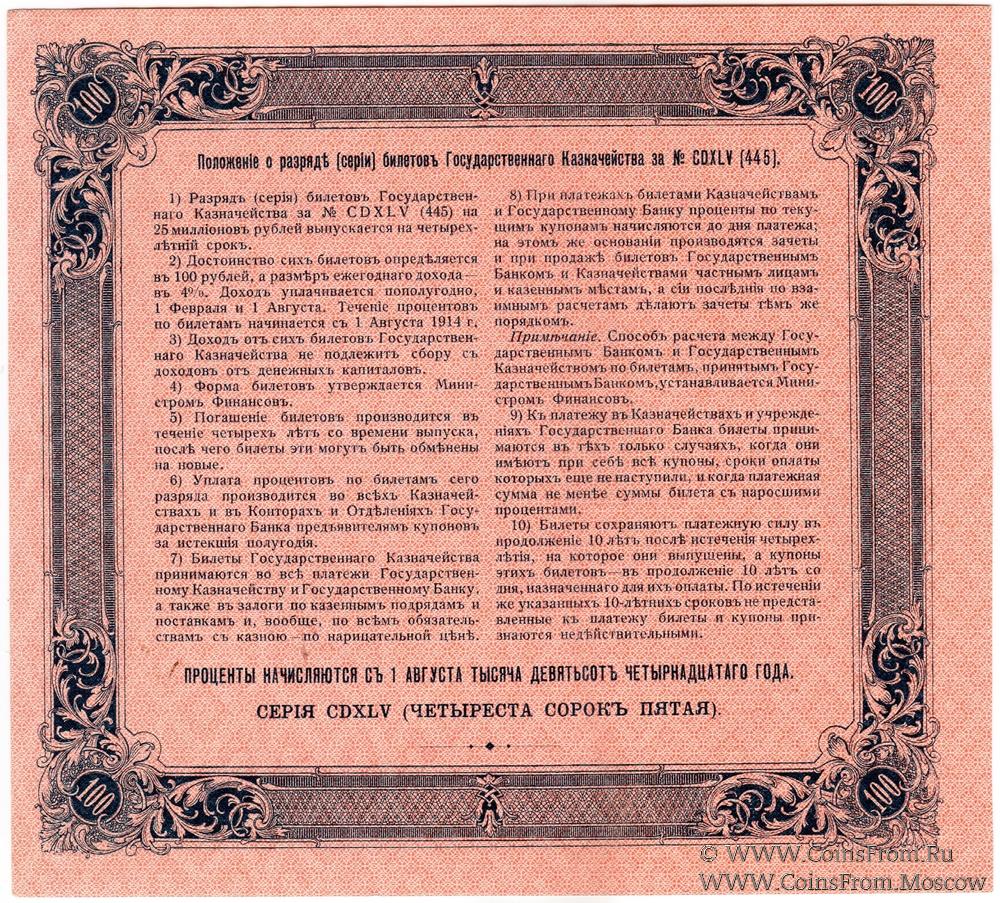 100
100
Положеніе о разрядѣ (серіи) билетовъ Государственнаго Казначейства за № CDXLV (445).
1) Разрядъ (серія) билетовъ Государствен-
наго Казначейства за № CDXLV (445) на
25 милліоновъ рублей выпускается на четырех-
лѣтній срокъ.
2) Достоинство сихъ билетовъ опредѣляется
въ 100 рублей, а размѣръ ежегоднаго дохода—
въ 4%. Доходъ уплачивается пополугодно,
1 Февраля и 1 Августа. Теченіе процентовъ
по билетамъ начинается съ 1 Августа 1914 г.
3) Доходъ отъ сихъ билетовъ Государствен-
наго Казначейства не подлежитъ сбору съ
доходовъ отъ денежныхъ капиталовъ.
4) Форма билетовъ утверждается Мини-
стромъ Финансовъ.
5) Погашеніе билетовъ производится въ
теченіе четырехъ лѣтъ со времени выпуска,
послѣ чего билеты эти могутъ быть обмѣнены
на новые.
6) Уплата процентовъ по билетамъ сего
разряда производится во всѣхъ Казначей-
ствахъ и въ Конторахъ и Отдѣленіяхъ Госу-
дарственнаго Банка предъявителямъ купоновъ
за истекшія полугодія.
7) Билеты Государственнаго Казначейства
принимаются во всѣ платежи Государствен-
ному Казначейству и Государственному Банку,
а также въ залоги по казеннымъ подрядамъ и
поставкамъ и, вообще, по всѣмъ обязатель-
ствамъ съ казною—по нарицательной цѣнѣ.
8) При платежахъ билетами Казначействамъ
и Государственному Банку проценты по теку-
щимъ купонамъ начисляются до дня платежа;
на этомъ же основаніи производятся зачеты
и при продажѣ билетовъ Государственнымъ
Банкомъ и Казначействами частнымъ лицамъ
и казеннымъ мѣстамъ, а сіи послѣднія по вза-
имнымъ расчетамъ дѣлаютъ зачеты тѣмъ же
порядкомъ.
Примѣчаніе. Способъ расчета между Госу-
дарственнымъ Банкомъ и Государственнымъ
Казначействомъ по билетамъ, принятымъ Госу-
дарственнымъ Банкомъ, устанавливается Мини-
стромъ Финансовъ.
9) Къ платежу въ Казначействахъ и учрежде-
ніяхъ Государственнаго Банка билеты прини-
маются въ тѣхъ только случаяхъ, когда они
имѣютъ при себѣ всѣ купоны, сроки оплаты
которыхъ еще не наступили, и когда платежная
сумма не менѣе суммы билета съ наросшими
процентами.
10) Билеты сохраняютъ платежную силу въ
продолженіе 10 лѣтъ послѣ истеченія четырех-
лѣтія, на которое они выпущены, а купоны
этихъ билетовъ—въ продолженіе 10 лѣтъ со
дня, назначеннаго для ихъ оплаты. По истеченіи
же указанныхъ 10-лѣтнихъ сроковъ не предста-
вленные къ платежу билеты и купоны при-
знаются недѣйствительными.
ПРОЦЕНТЫ НАЧИСЛЯЮТСЯ СЪ 1 АВГУСТА ТЫСЯЧА ДЕВЯТЬСОТЪ ЧЕТЫРНАДЦАТАГО ГОДА.
СЕРІЯ CDXLV (ЧЕТЫРЕСТА СОРОКЪ ПЯТАЯ).
100
100
© WWW.CoinsFrom.Ru
WWW.CoinsFrom.Moscow